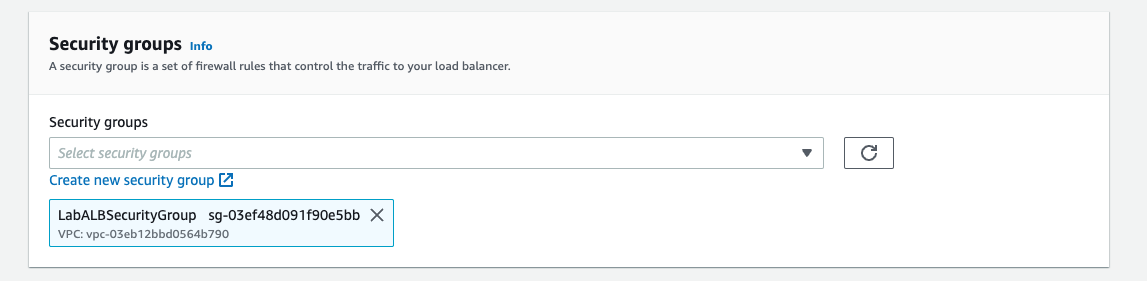 Security groups Info
A security group is a set of firewall rules that control the traffic to your load balancer.
Security groups
Select security groups
Create new security group
LabALBSecurityGroup sg-03ef48d091f90e5bb
VPC: vpc-03eb12bbd0564b790